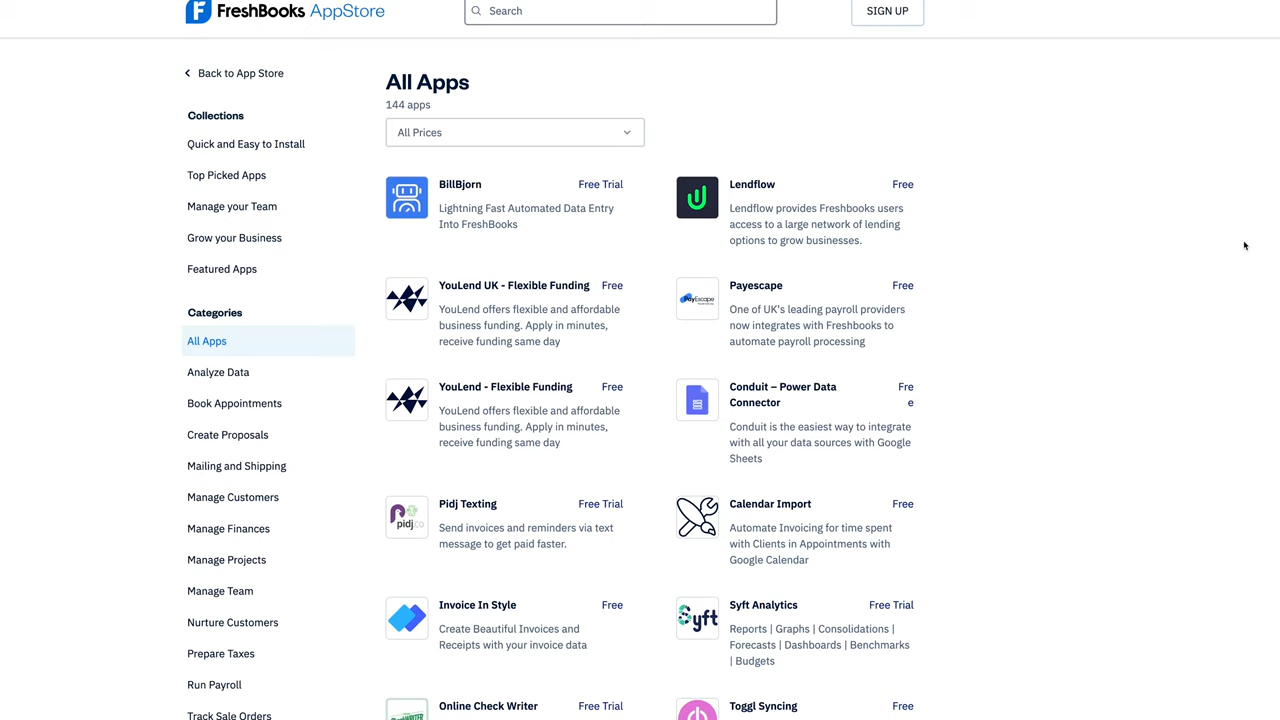 FreshBooks AppStore
Search
SIGN UP
Back to App Store
Collections
Quick and Easy to Install
Top Picked Apps
Manage your Team
Grow your Business
Featured Apps
Categories
All Apps
Analyze Data
Book Appointments
Create Proposals
Mailing and Shipping
Manage Customers
Manage Finances
Manage Projects
Manage Team
Nurture Customers
Prepare Taxes
Run Payroll
Track Sale Orders
All Apps
144 apps
All Prices
BillBjorn
Free Trial
Lightning Fast Automated Data Entry
Into FreshBooks
Lendflow
Free
Lendflow provides Freshbooks users
access to a large network of lending
options to grow businesses.
YouLend UK - Flexible Funding
Free
YouLend offers flexible and affordable
business funding. Apply in minutes,
receive funding same day
PayEscape
Payescape
Free
One of UK's leading payroll providers
now integrates with Freshbooks to
automate payroll processing
YouLend - Flexible Funding
Free
YouLend offers flexible and affordable
business funding. Apply in minutes,
receive funding same day
Conduit – Power Data
Connector
Fre
e
Conduit is the easiest way to integrate
with all your data sources with Google
Sheets
pidj.co
Pidj Texting
Free Trial
Send invoices and reminders via text
message to get paid faster.
Calendar Import
Free
Automate Invoicing for time spent
with Clients in Appointments with
Google Calendar
Invoice In Style
Free
Create Beautiful Invoices and
Receipts with your invoice data
Syft
Syft Analytics
Free Trial
Reports | Graphs | Consolidations |
Forecasts | Dashboards | Benchmarks
| Budgets
Online Check Writer
Free Trial
Toggl Syncing
Free